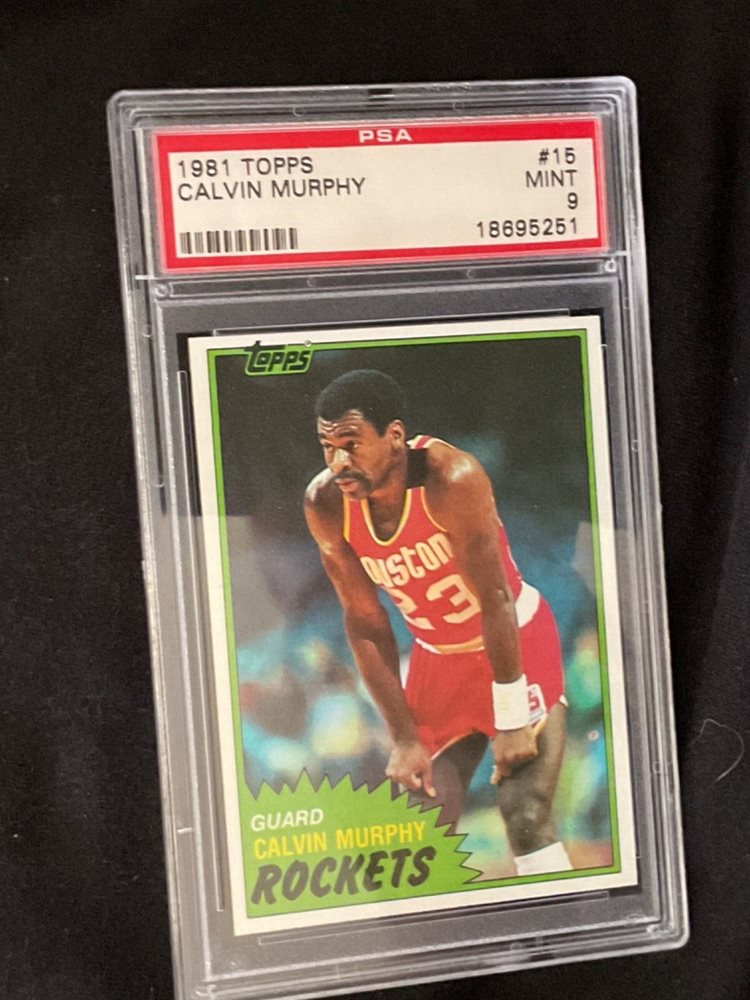 PSA
1981 TOPPS #15
CALVIN MURPHY MINT
9
18695251
TOPPS
ouston
23
GUARD
CALVIN MURPHY
ROCKETS